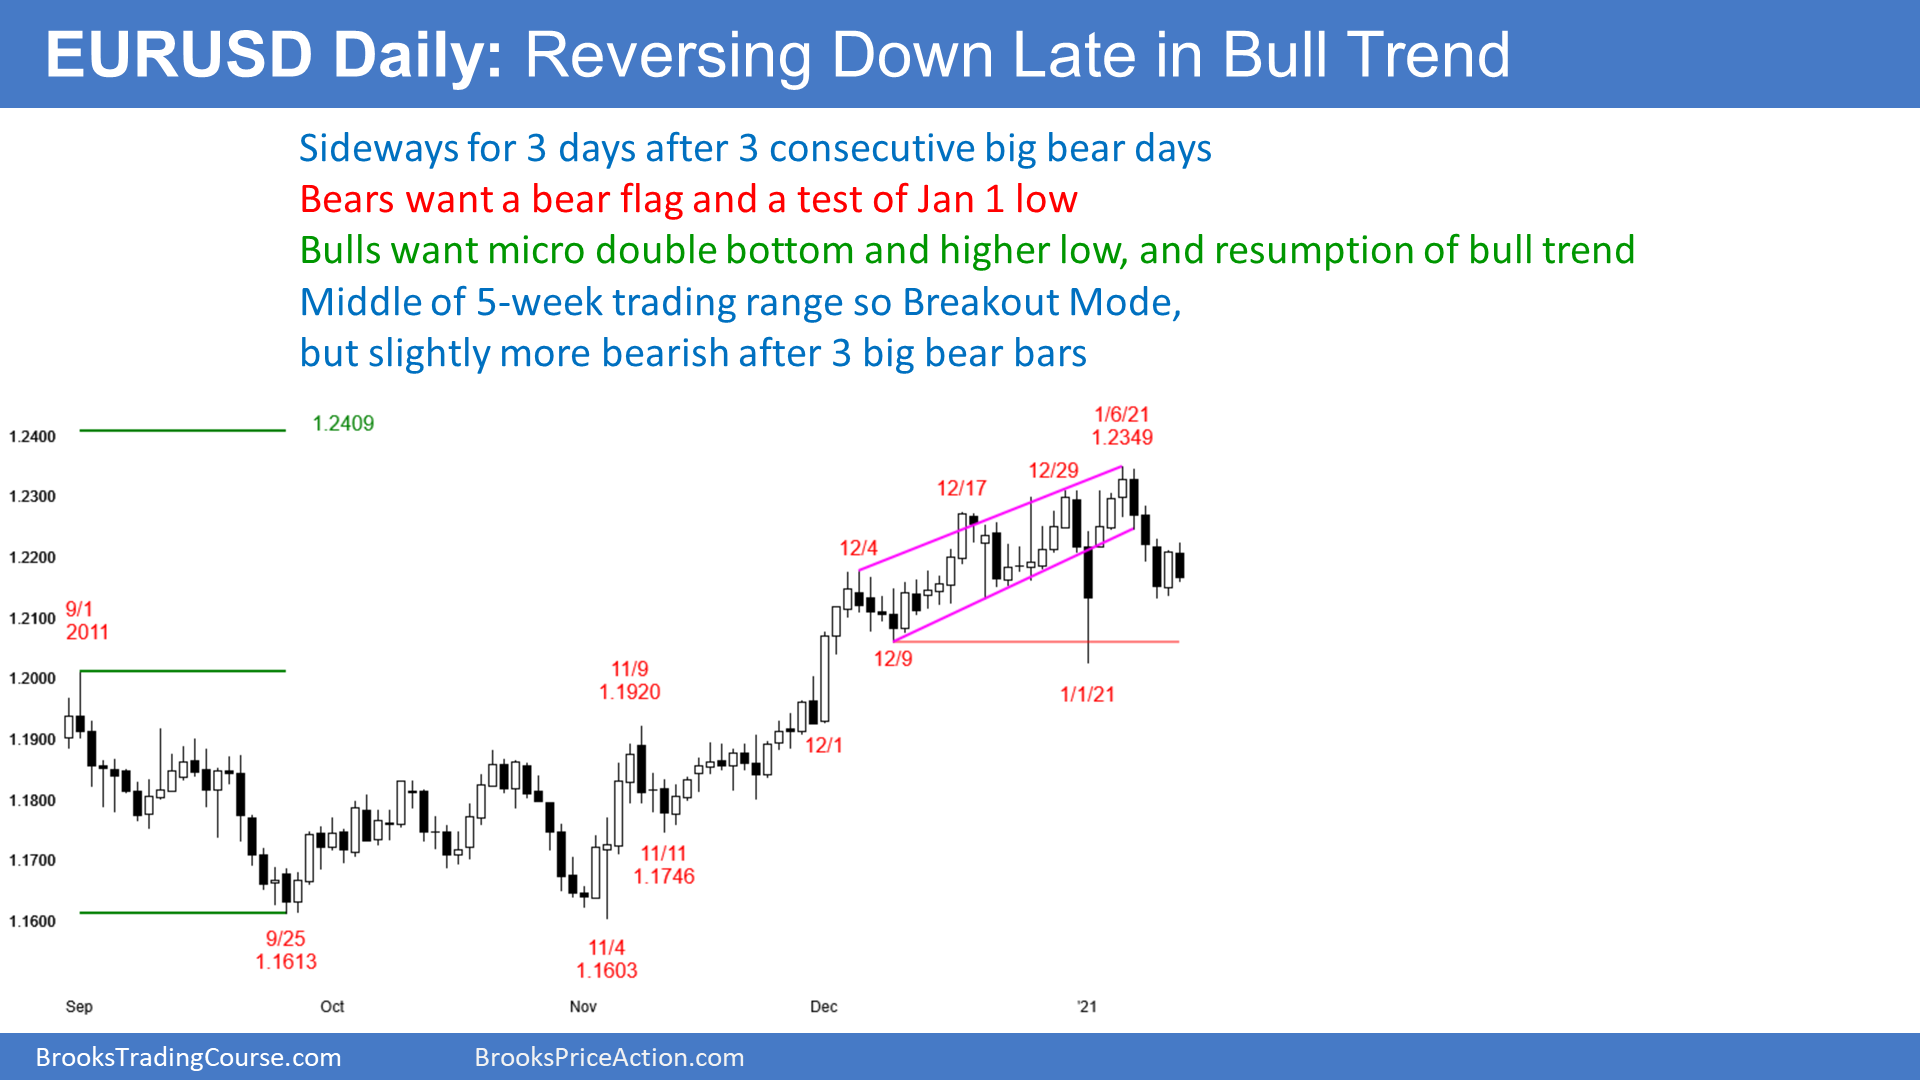 EURUSD Daily: Reversing Down Late in Bull Trend
Sideways for 3 days after 3 consecutive big bear days
Bears want a bear flag and a test of Jan 1 low
Bulls want micro double bottom and higher low, and resumption of bull trend
Middle of 5-week trading range so Breakout Mode,
but slightly more bearish after 3 big bear bars
1.2400
1.2300
1.2200
1.2100
1.2000
1.1900
1.1800
1.1700
1.1600
1.2409
9/1
2011
9/25
1.1613
11/9
1.1920
11/11
1.1746
11/4
1.1603
12/1
12/4
12/9
12/17
12/29
1/6/21
1.2349
1/1/21
Sep
Oct
Nov
Dec
'21
BrooksTradingCourse.com
BrooksPriceAction.com